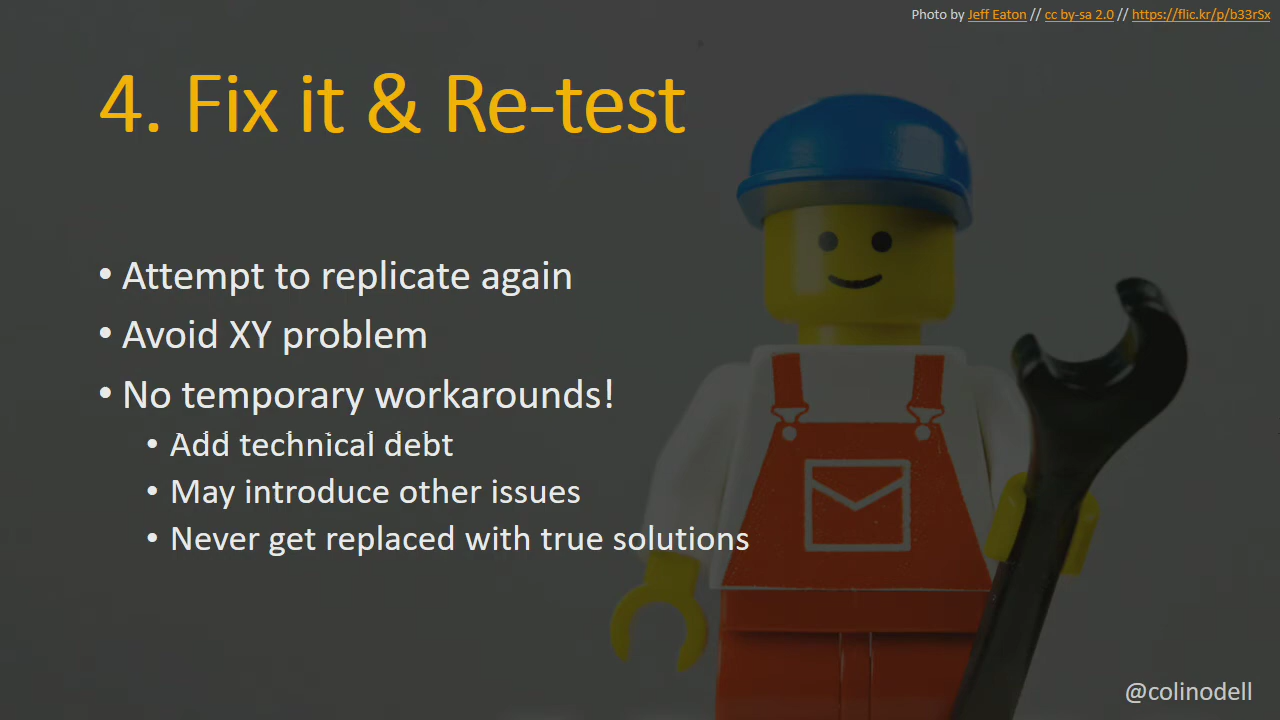 Photo by Jeff Eaton // cc by-sa 2.0 // https://flic.kr/p/b33rSx
4. Fix it & Re-test
• Attempt to replicate again
• Avoid XY problem
• No temporary workarounds!
• Add technical debt
• May introduce other issues
• Never get replaced with true solutions
@colinodell